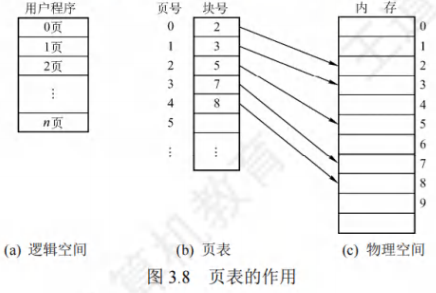 用户程序
0页
1页
2页
⋮
n页
(a) 逻辑空间
页号 块号
0 2
1 3
2 5
3 7
4 8
5
⋮ ⋮
(b) 页表
内 存
0
1
2
3
4
5
6
7
8
9
(c) 物理空间
图 3.8 页表的作用